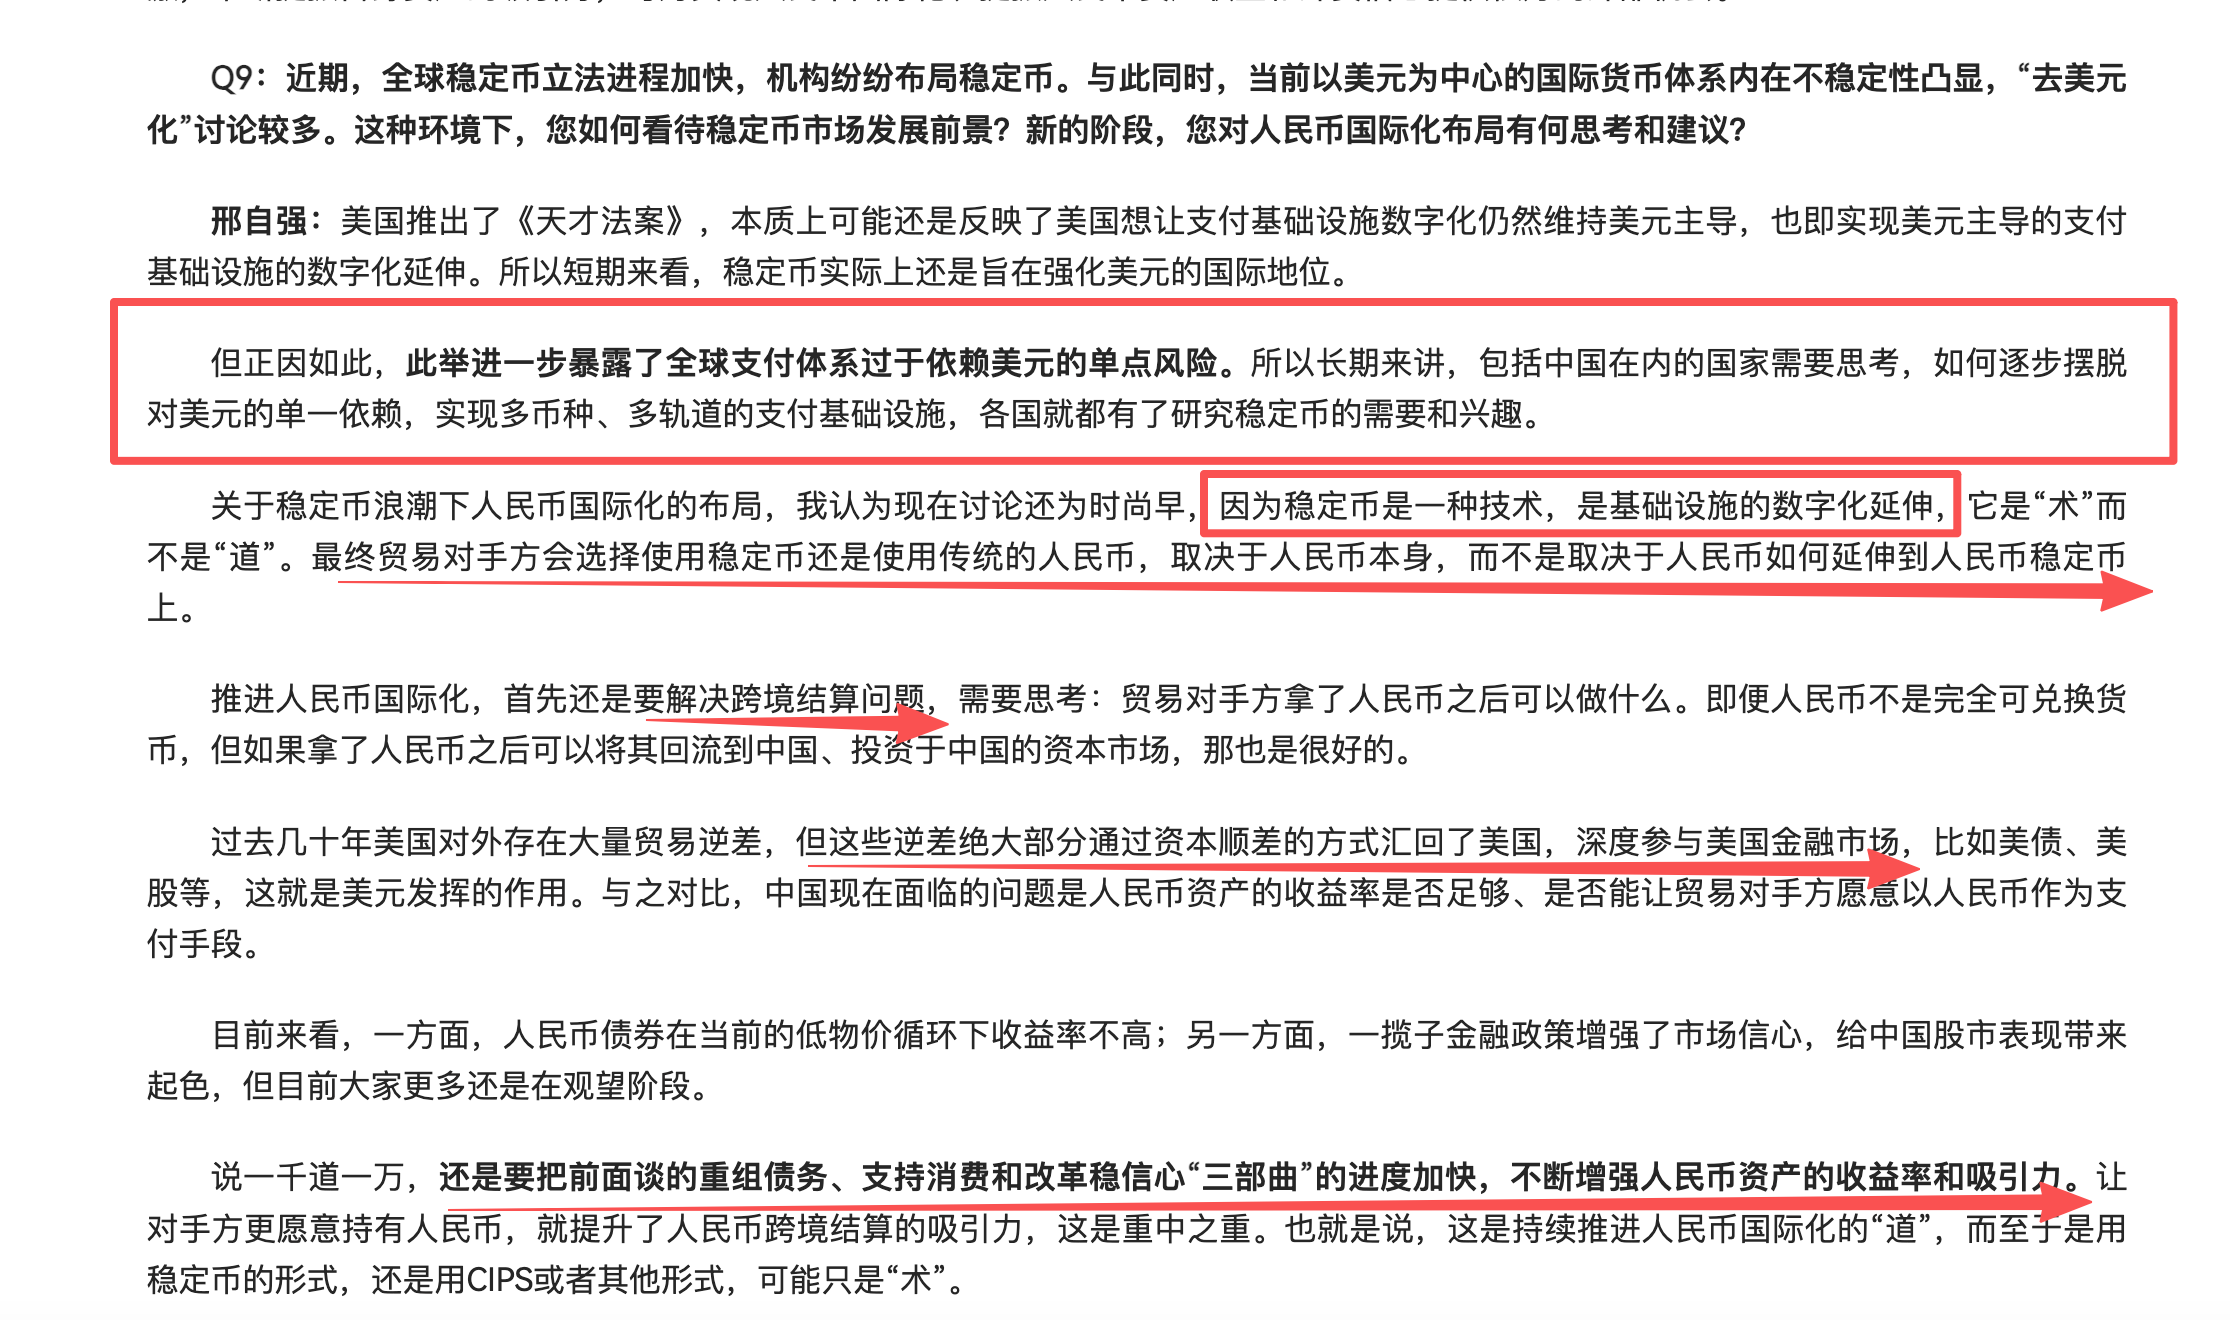 Q9：近期，全球稳定币立法进程加快，机构纷纷布局稳定币。与此同时，当前以美元为中心的国际货币体系内在不稳定性凸显，“去美元
化”讨论较多。这种环境下，您如何看待稳定币市场发展前景？新的阶段，您对人民币国际化布局有何思考和建议？
邢自强：美国推出了《天才法案》，本质上可能还是反映了美国想让支付基础设施数字化仍然维持美元主导，也即实现美元主导的支付
基础设施的数字化延伸。所以短期来看，稳定币实际上还是旨在强化美元的国际地位。
但正因如此，此举进一步暴露了全球支付体系过于依赖美元的单点风险。所以长期来讲，包括中国在内的国家需要思考，如何逐步摆脱
对美元的单一依赖，实现多币种、多轨道的支付基础设施，各国就都有了研究稳定币的需要和兴趣。
关于稳定币浪潮下人民币国际化的布局，我认为现在讨论还为时尚早，因为稳定币是一种技术，是基础设施的数字化延伸，它是“术”而
不是“道”。最终贸易对手方会选择使用稳定币还是使用传统的人民币，取决于人民币本身，而不是取决于人民币如何延伸到人民币稳定币
上。
推进人民币国际化，首先还是要解决跨境结算问题，需要思考：贸易对手方拿了人民币之后可以做什么。即便人民币不是完全可兑换货
币，但如果拿了人民币之后可以将其回流到中国、投资于中国的资本市场，那也是很好的。
过去几十年美国对外存在大量贸易逆差，但这些逆差绝大部分通过资本顺差的方式汇回了美国，深度参与美国金融市场，比如美债、美
股等，这就是美元发挥的作用。与之对比，中国现在面临的问题是人民币资产的收益率是否足够、是否能让贸易对手方愿意以人民币作为支
付手段。
目前来看，一方面，人民币债券在当前的低物价循环下收益率不高；另一方面，一揽子金融政策增强了市场信心，给中国股市表现带来
起色，但目前大家更多还是在观望阶段。
说一千道一万，还是要把前面谈的重组债务、支持消费和改革稳信心“三部曲”的进度加快，不断增强人民币资产的收益率和吸引力。让
对手方更愿意持有人民币，就提升了人民币跨境结算的吸引力，这是重中之重。也就是说，这是持续推进人民币国际化的“道”，而至于是用
稳定币的形式，还是用CIPS或者其他形式，可能只是“术”。